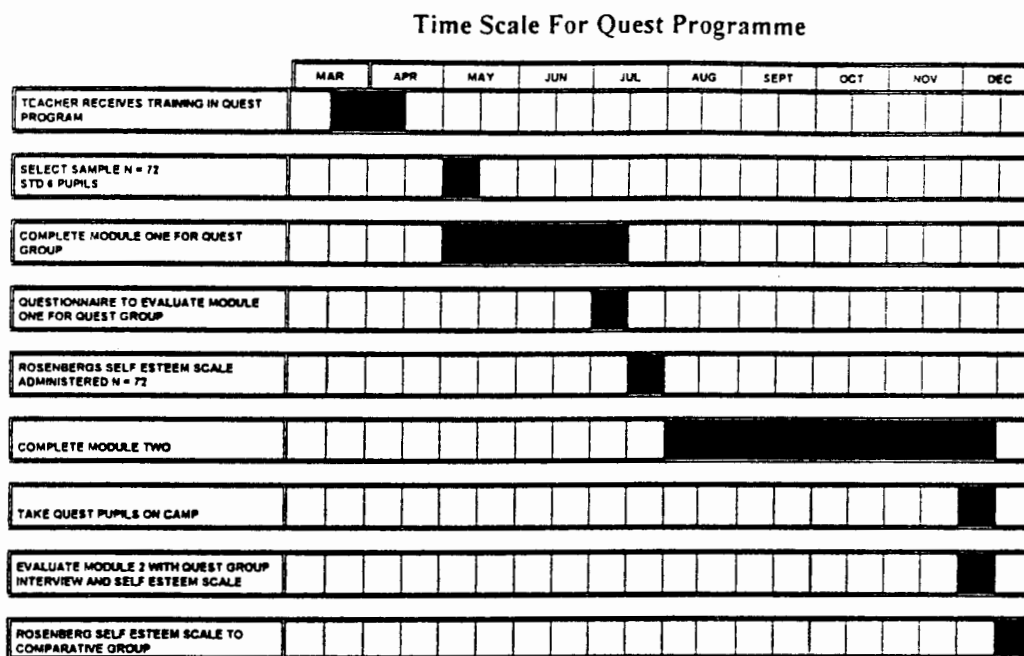 Time Scale For Quest Programme
MAR APR MAY JUN JUL AUG SEPT OCT NOV DEC
TEACHER RECEIVES TRAINING IN QUEST
PROGRAM
SELECT SAMPLE N = 72
STD 6 PUPILS
COMPLETE MODULE ONE FOR QUEST
GROUP
QUESTIONNAIRE TO EVALUATE MODULE
ONE FOR QUEST GROUP
ROSENBERGS SELF ESTEEM SCALE
ADMINISTERED N = 72
COMPLETE MODULE TWO
TAKE QUEST PUPILS ON CAMP
EVALUATE MODULE 2 WITH QUEST GROUP
INTERVIEW AND SELF ESTEEM SCALE
ROSENBERG SELF ESTEEM SCALE TO
COMPARATIVE GROUP